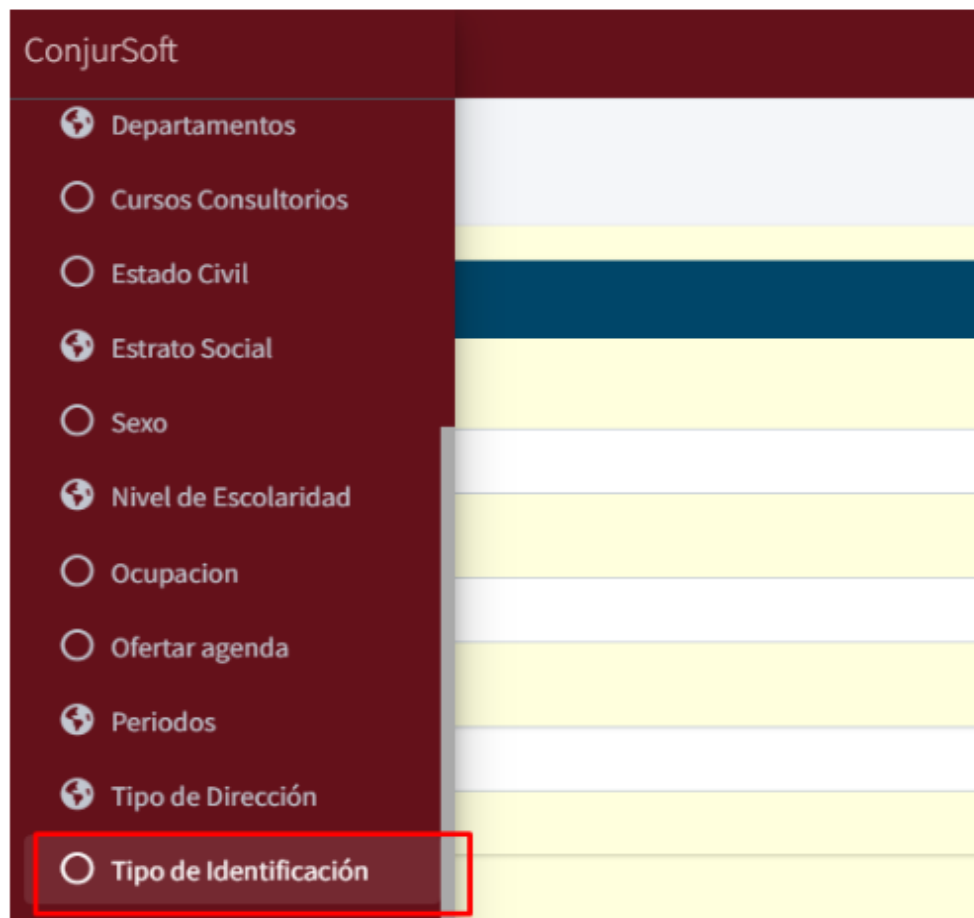 ConjurSoft
Departamentos
Cursos Consultorios
Estado Civil
Estrato Social
Sexo
Nivel de Escolaridad
Ocupacion
Ofertar agenda
Periodos
Tipo de Dirección
Tipo de Identificación